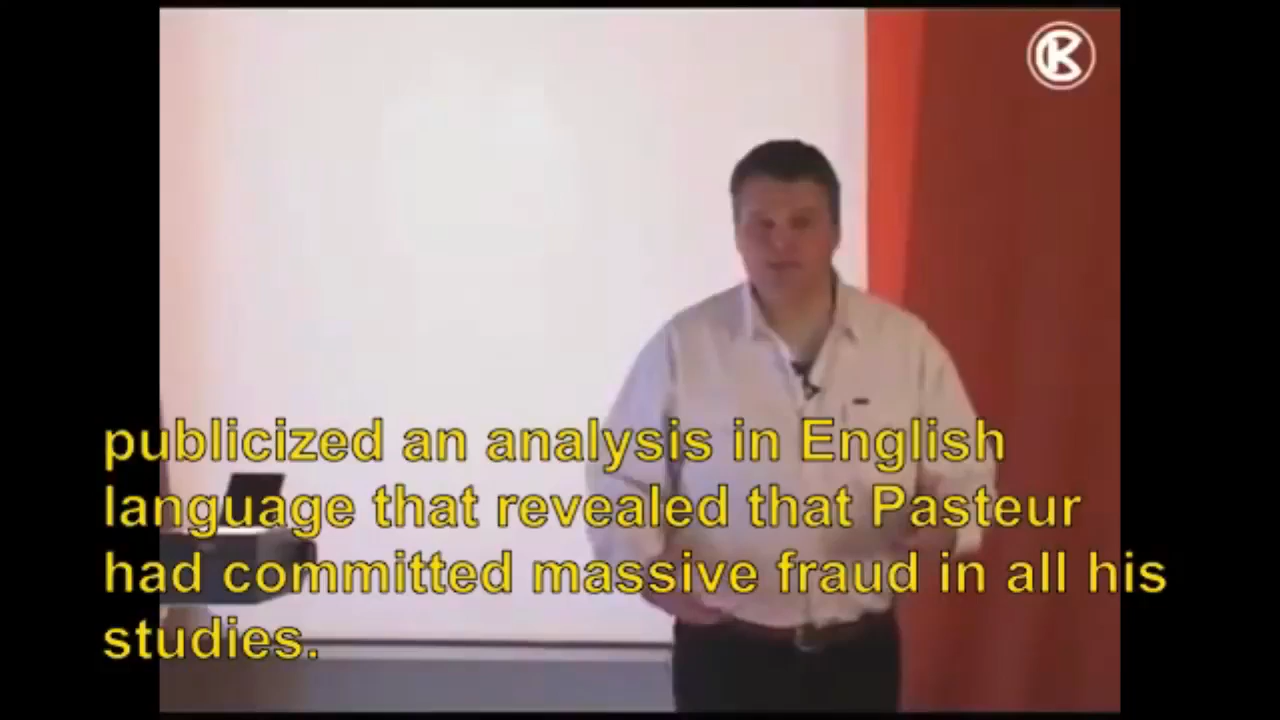 publicized an analysis in English
language that revealed that Pasteur
had committed massive fraud in all his
studies.